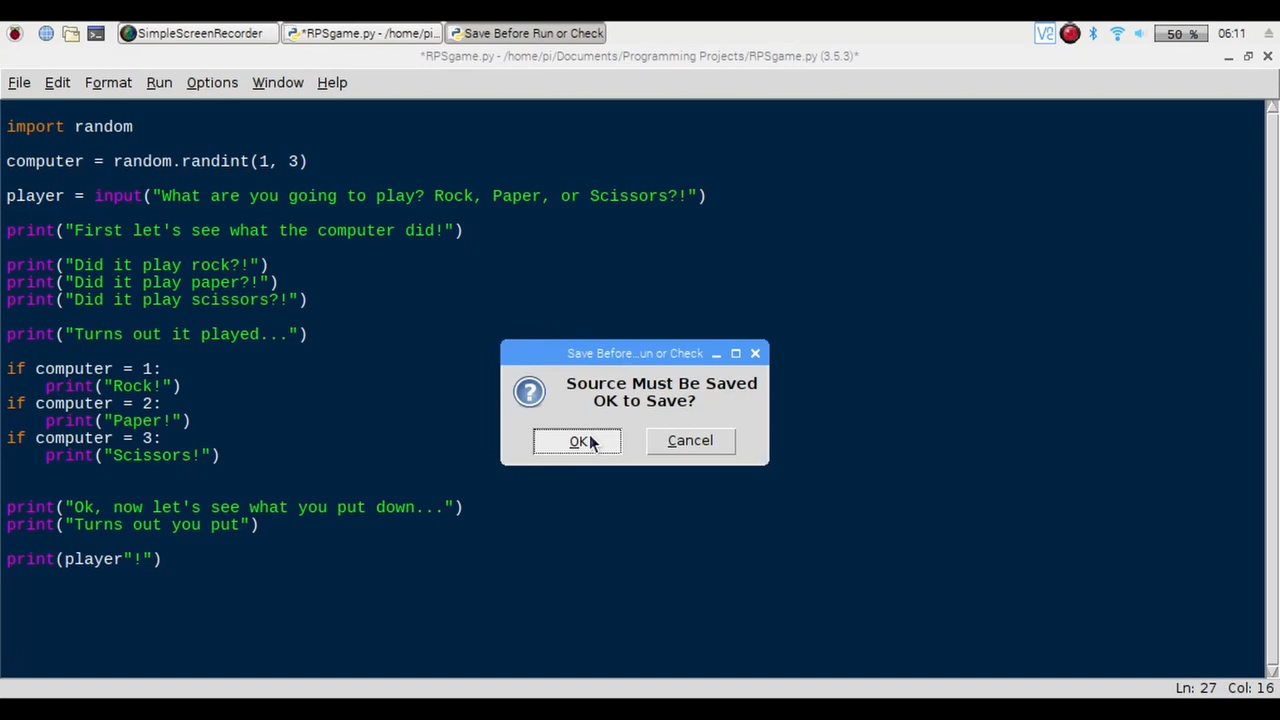 SimpleScreenRecorder
*RPSgame.py - /home/pi...
Save Before Run or Check
50 %
06:11
*RPSgame.py - /home/pi/Documents/Programming Projects/RPSgame.py (3.5.3)*
File Edit Format Run Options Window Help
import random
computer = random.randint(1, 3)
player = input("What are you going to play? Rock, Paper, or Scissors?!")
print("First let's see what the computer did!")
print("Did it play rock?!")
print("Did it play paper?!")
print("Did it play scissors?!")
print("Turns out it played...")
if computer = 1:
    print("Rock!")
if computer = 2:
    print("Paper!")
if computer = 3:
    print("Scissors!")
print("Ok, now let's see what you put down...")
print("Turns out you put")
print(player"!")
Save Before...un or Check
Source Must Be Saved
OK to Save?
OK
Cancel
Ln: 27 Col: 16